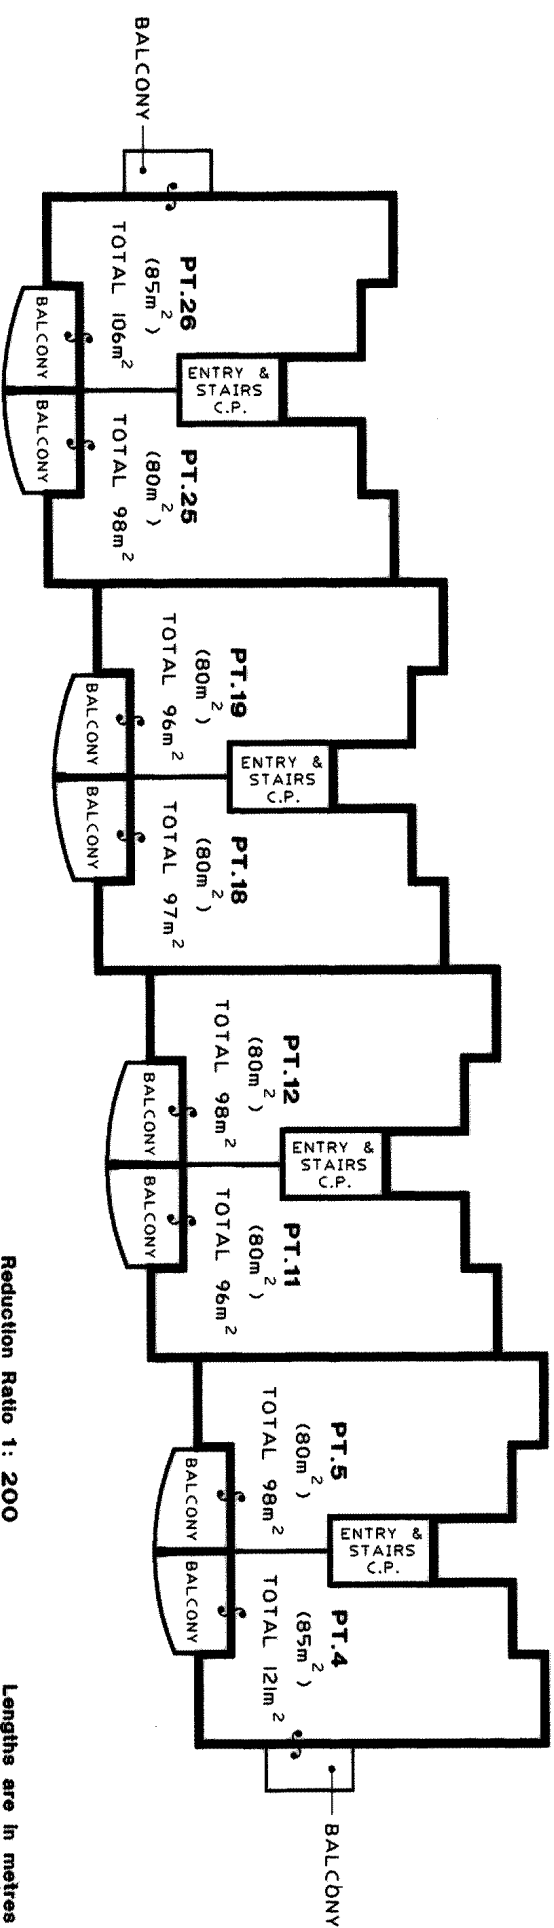 BALCONY
PT.26
(85m²)
TOTAL 106m²
BALCONY
ENTRY &
STAIRS
C.P.
PT.25
(80m²)
TOTAL 98m²
BALCONY
PT.19
(80m²)
TOTAL 96m²
BALCONY
ENTRY &
STAIRS
C.P.
PT.18
(80m²)
TOTAL 97m²
BALCONY
PT.12
(80m²)
TOTAL 98m²
BALCONY
ENTRY &
STAIRS
C.P.
PT.11
(80m²)
TOTAL 96m²
BALCONY
PT.5
(80m²)
TOTAL 98m²
BALCONY
ENTRY &
STAIRS
C.P.
PT.4
(85m²)
TOTAL 121m²
BALCONY
BALCONY
Reduction Ratio 1: 200
Lengths are in metres